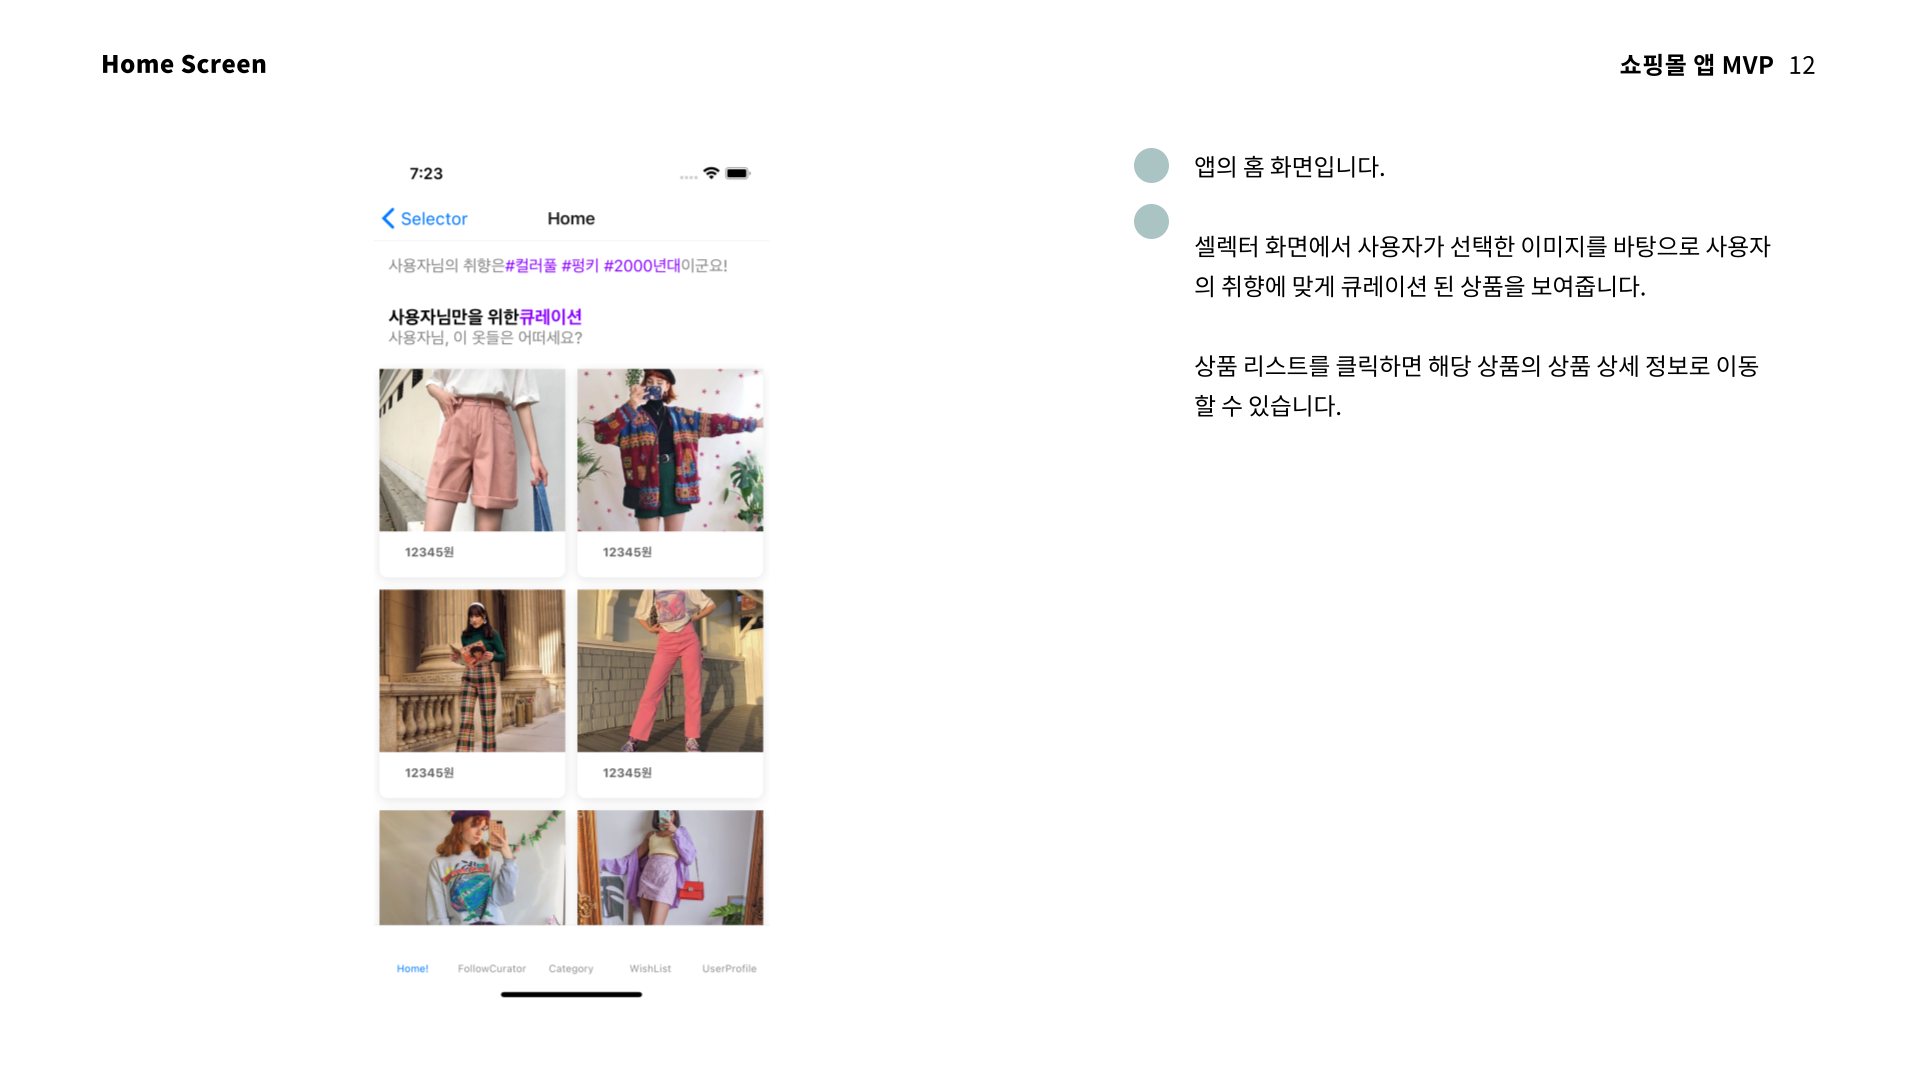 Home Screen
쇼핑몰 앱 MVP 12
7:23
Selector
Home
사용자님의 취향은#컬러풀 #펑키 #2000년대이군요!
사용자님만을 위한큐레이션
사용자님, 이 옷들은 어떠세요?
12345원
12345원
12345원
12345원
Home!
FollowCurator
Category
WishList
UserProfile
앱의 홈 화면입니다.
셀렉터 화면에서 사용자가 선택한 이미지를 바탕으로 사용자
의 취향에 맞게 큐레이션 된 상품을 보여줍니다.
상품 리스트를 클릭하면 해당 상품의 상품 상세 정보로 이동
할 수 있습니다.